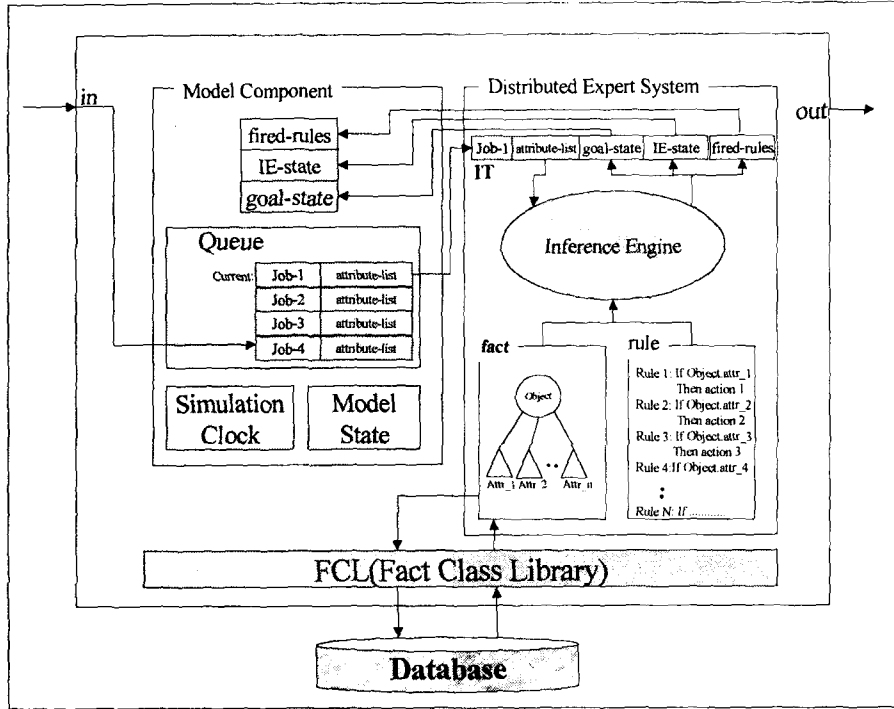 in
out
Model Component
fired-rules
IE-state
goal-state
Queue
Current:
Job-1 attribute-list
Job-2 attribute-list
Job-3 attribute-list
Job-4 attribute-list
Simulation
Clock
Model
State
Distributed Expert System
Job-1 attribute-list goal-state IE-state fired-rules
IT
Inference Engine
fact
Object
Attr_1 Attr_2 Attr_n
rule
Rule 1: If Object.attr_1
Then action 1
Rule 2: If Object.attr_2
Then action 2
Rule 3: If Object.attr_3
Then action 3
Rule 4:If Object.attr_4
:
Rule N: If ............
FCL(Fact Class Library)
Database